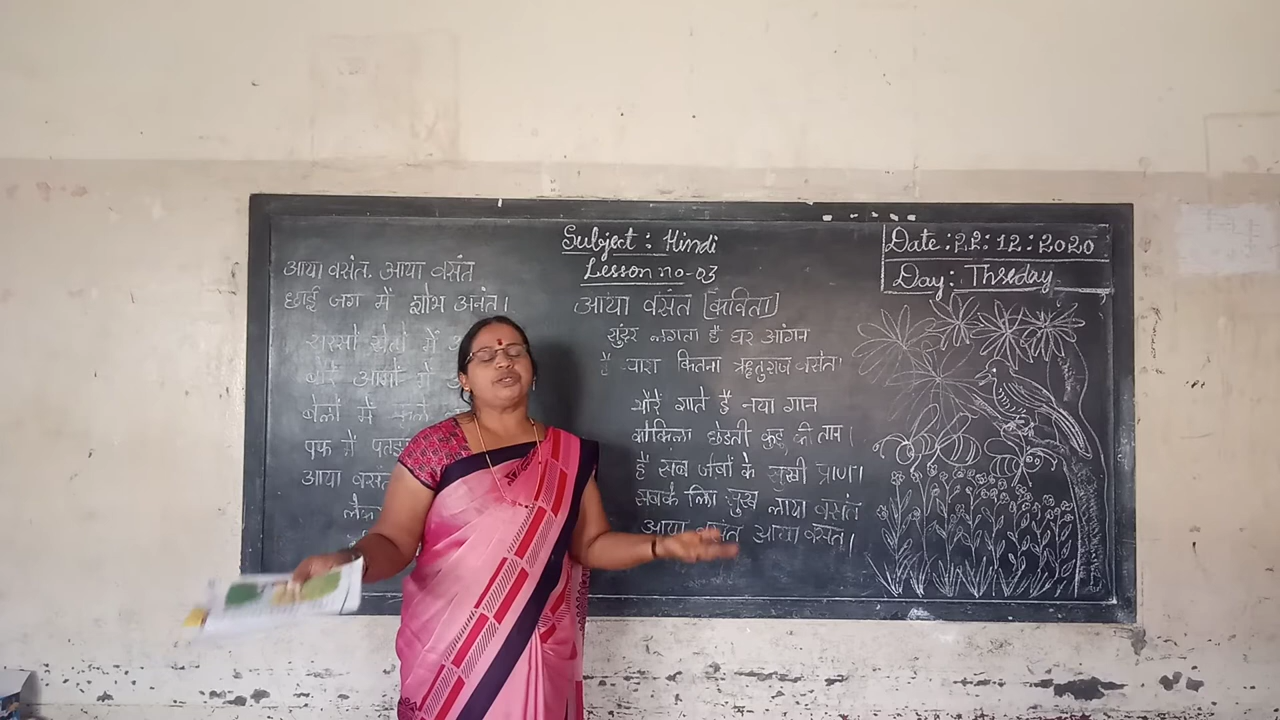 Subject: Hindi
Lesson no-03
Date: 22:12:2020
Day: Thseday
आया वसंत (कविता)
आया वसंत आया वसंत
छाई जग में शोभ अनंत।
सरसों खेतों में
बौरें आमों में
बेलों में फूले
आया वसंत
सुंदर लगता है घर आंगन
है प्यारा कितना ऋतुराज वसंत।
भौरें गाते है नया गान
कोकिला छेडती कुहू की तान।
है सब जीवों के सुखी प्राण।
सबके लिए सुख लाया वसंत
आया वसंत आया वसंत।